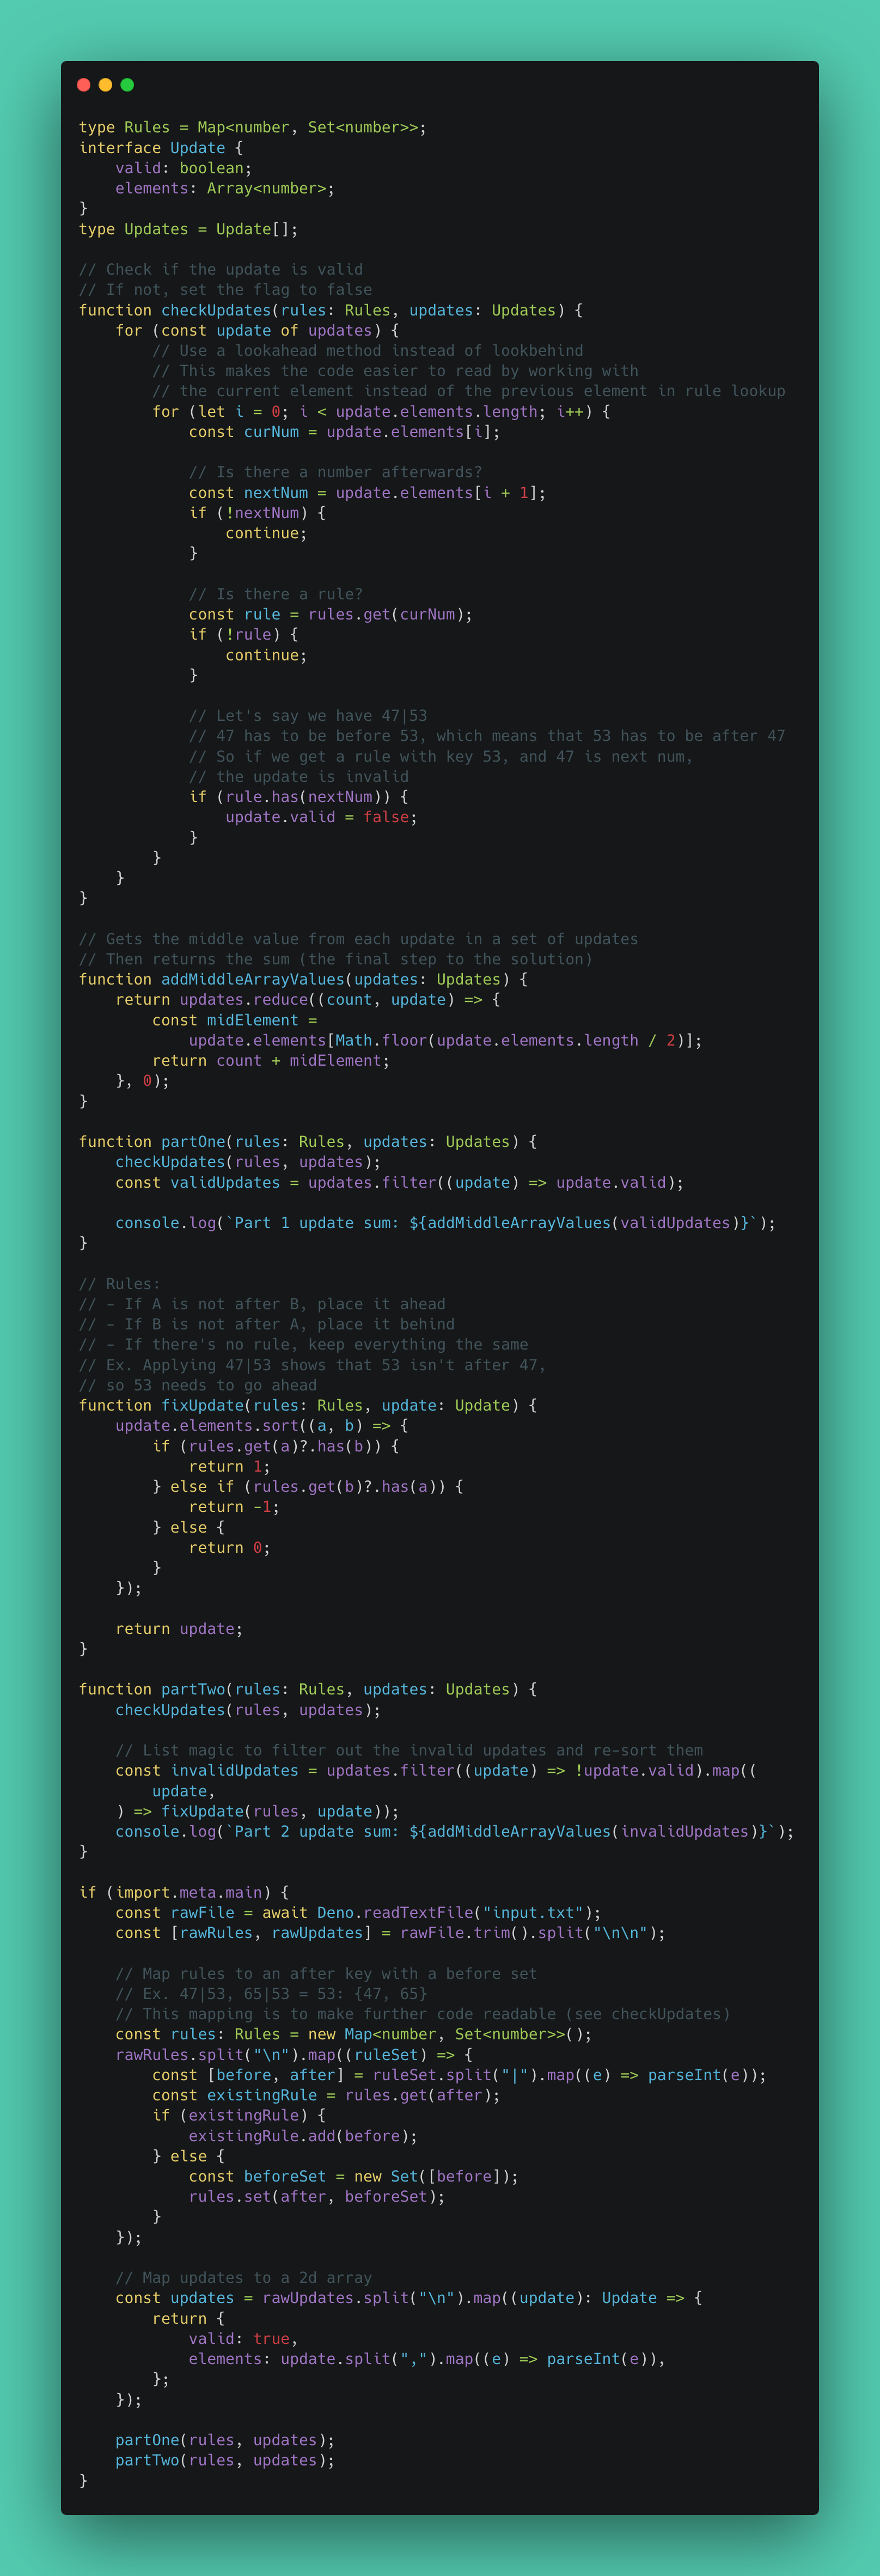 type Rules = Map<number, Set<number>>;
interface Update {
    valid: boolean;
    elements: Array<number>;
}
type Updates = Update[];

// Check if the update is valid
// If not, set the flag to false
function checkUpdates(rules: Rules, updates: Updates) {
    for (const update of updates) {
        // Use a lookahead method instead of lookbehind
        // This makes the code easier to read by working with
        // the current element instead of the previous element in rule lookup
        for (let i = 0; i < update.elements.length; i++) {
            const curNum = update.elements[i];

            // Is there a number afterwards?
            const nextNum = update.elements[i + 1];
            if (!nextNum) {
                continue;
            }

            // Is there a rule?
            const rule = rules.get(curNum);
            if (!rule) {
                continue;
            }

            // Let's say we have 47|53
            // 47 has to be before 53, which means that 53 has to be after 47
            // So if we get a rule with key 53, and 47 is next num,
            // the update is invalid
            if (rule.has(nextNum)) {
                update.valid = false;
            }
        }
    }
}

// Gets the middle value from each update in a set of updates
// Then returns the sum (the final step to the solution)
function addMiddleArrayValues(updates: Updates) {
    return updates.reduce((count, update) => {
        const midElement =
            update.elements[Math.floor(update.elements.length / 2)];
        return count + midElement;
    }, 0);
}

function partOne(rules: Rules, updates: Updates) {
    checkUpdates(rules, updates);
    const validUpdates = updates.filter((update) => update.valid);

    console.log(`Part 1 update sum: ${addMiddleArrayValues(validUpdates)}`);
}

// Rules:
// - If A is not after B, place it ahead
// - If B is not after A, place it behind
// - If there's no rule, keep everything the same
// Ex. Applying 47|53 shows that 53 isn't after 47,
// so 53 needs to go ahead
function fixUpdate(rules: Rules, update: Update) {
    update.elements.sort((a, b) => {
        if (rules.get(a)?.has(b)) {
            return 1;
        } else if (rules.get(b)?.has(a)) {
            return -1;
        } else {
            return 0;
        }
    });

    return update;
}

function partTwo(rules: Rules, updates: Updates) {
    checkUpdates(rules, updates);

    // List magic to filter out the invalid updates and re-sort them
    const invalidUpdates = updates.filter((update) => !update.valid).map((
        update,
    ) => fixUpdate(rules, update));
    console.log(`Part 2 update sum: ${addMiddleArrayValues(invalidUpdates)}`);
}

if (import.meta.main) {
    const rawFile = await Deno.readTextFile("input.txt");
    const [rawRules, rawUpdates] = rawFile.trim().split("\n\n");

    // Map rules to an after key with a before set
    // Ex. 47|53, 65|53 = 53: {47, 65}
    // This mapping is to make further code readable (see checkUpdates)
    const rules: Rules = new Map<number, Set<number>>();
    rawRules.split("\n").map((ruleSet) => {
        const [before, after] = ruleSet.split("|").map((e) => parseInt(e));
        const existingRule = rules.get(after);
        if (existingRule) {
            existingRule.add(before);
        } else {
            const beforeSet = new Set([before]);
            rules.set(after, beforeSet);
        }
    });

    // Map updates to a 2d array
    const updates = rawUpdates.split("\n").map((update): Update => {
        return {
            valid: true,
            elements: update.split(",").map((e) => parseInt(e)),
        };
    });

    partOne(rules, updates);
    partTwo(rules, updates);
}